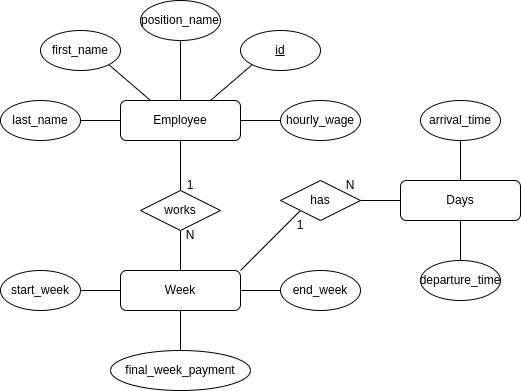 position_name
first_name
id
last_name
Employee
hourly_wage
arrival_time
1
N
works
has
Days
N
1
start_week
Week
end_week
departure_time
final_week_payment